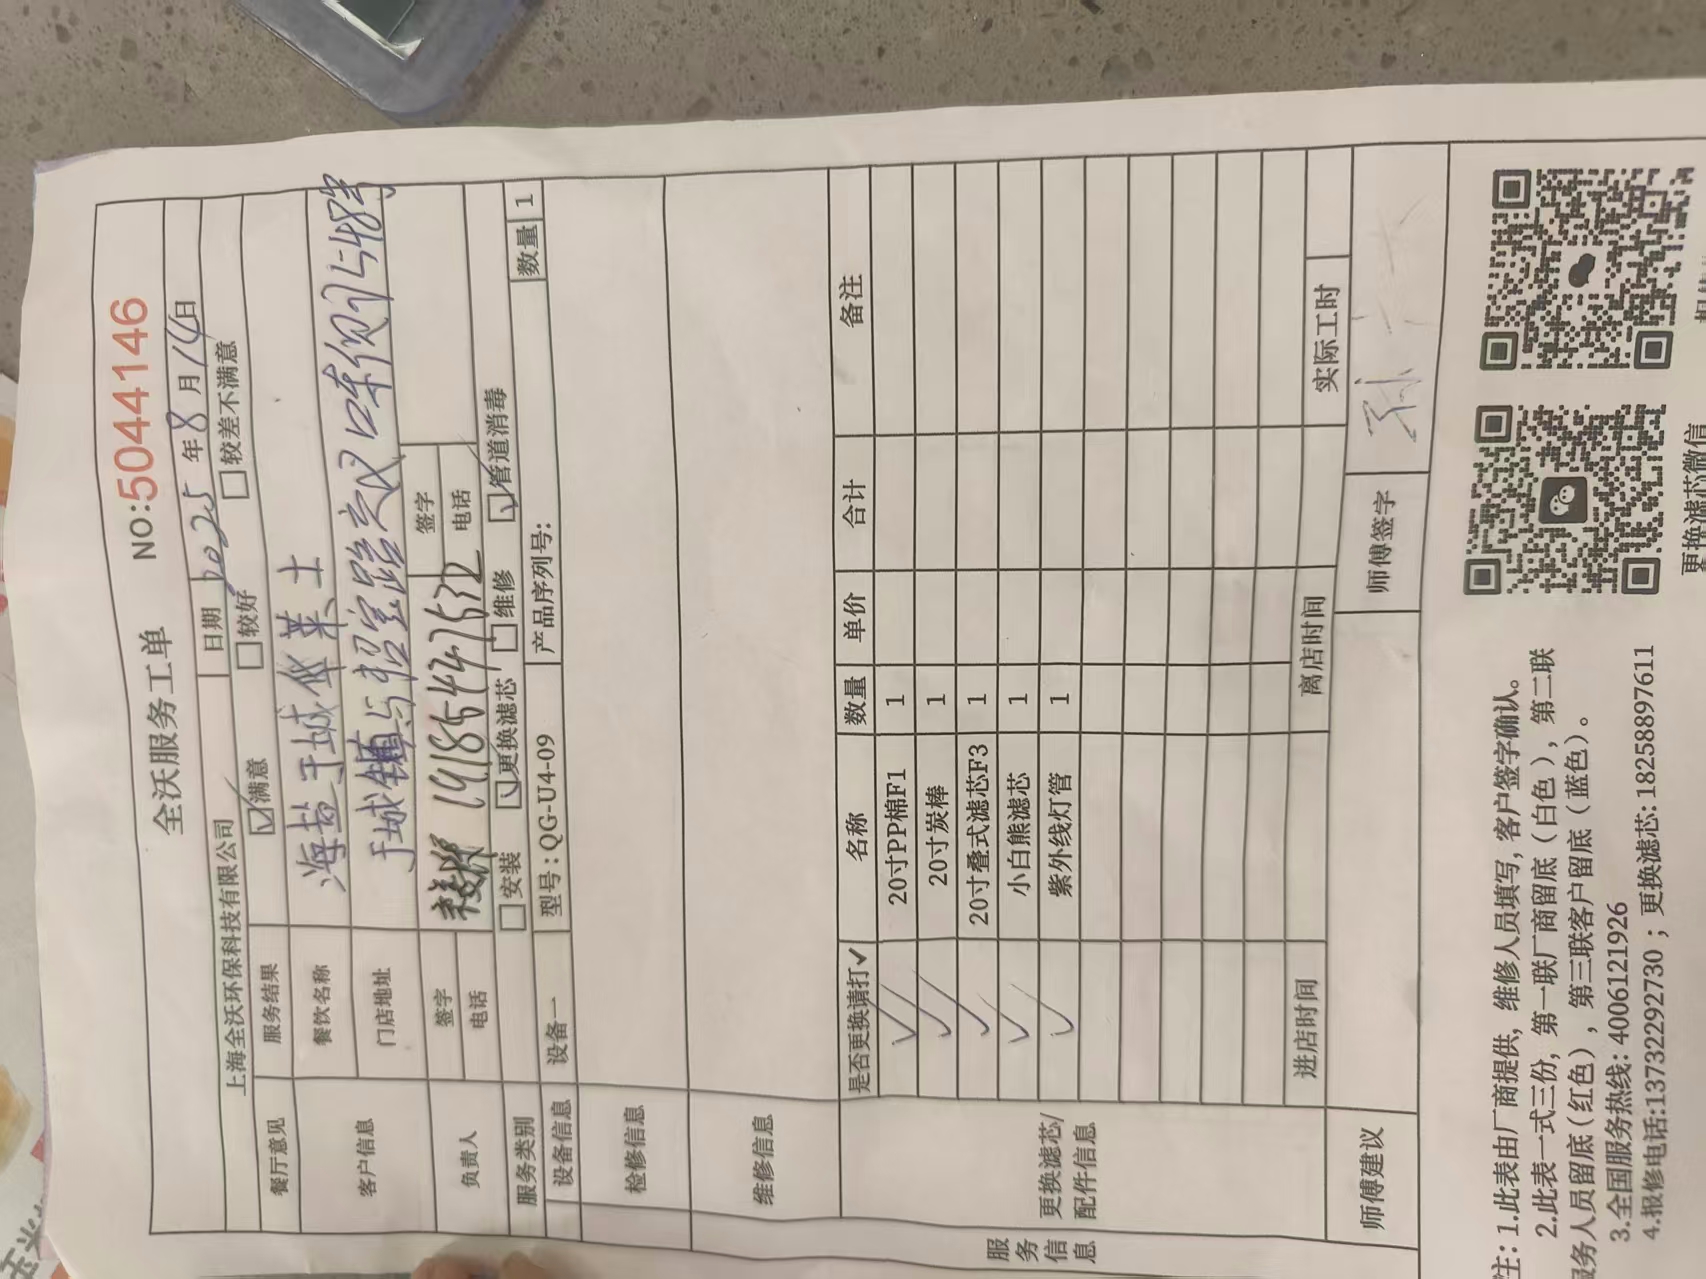 全沃服务工单 NO:5044146
上海全沃环保科技有限公司 日期 2025 年 8 月 14 日
餐厅意见 服务结果 ☑满意 □较好 □较差不满意
客户信息 餐饮名称 海盐于城华莱士
门店地址 于城镇与 路交叉口
负责人 签字 签字
电话 19185447532 电话
服务类别 □安装 ☑更换滤芯 □维修 ☑管道消毒
设备信息 设备一 型号:QG-U4-09 产品序列号: 数量 1
检修信息
维修信息
服务信息
更换滤芯/配件信息
是否更换请打✓ 名称 数量 单价 合计 备注
✓ 20寸PP棉F1 1
✓ 20寸炭棒 1
✓ 20寸叠式滤芯F3 1
✓ 小白熊滤芯 1
✓ 紫外线灯管 1
进店时间 离店时间 实际工时
师傅建议 师傅签字
注: 1.此表由厂商提供, 维修人员填写, 客户签字确认。
2.此表一式三份, 第一联厂商留底（白色）, 第二联
服务人员留底(红色）, 第三联客户留底（蓝色）。
3.全国服务热线: 4006121926
4.报修电话:13732292730 ; 更换滤芯: 18258897611
更换滤芯微信